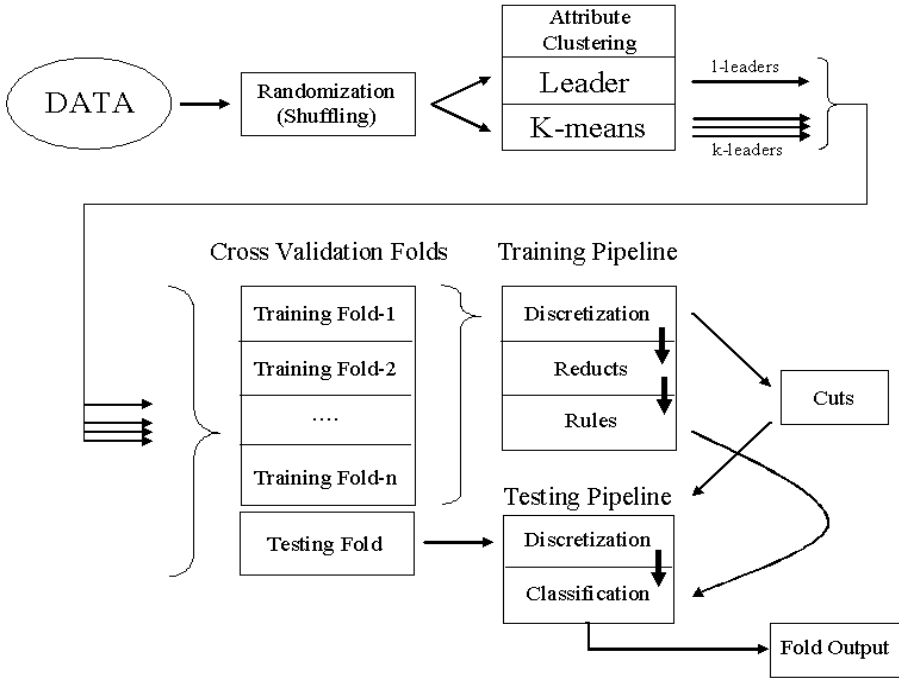 Attribute
Clustering
DATA
Randomization
(Shuffling)
Leader
K-means
1-leaders
k-leaders
Cross Validation Folds
Training Pipeline
Training Fold-1
Training Fold-2
....
Training Fold-n
Testing Fold
Discretization
Reducts
Rules
Cuts
Testing Pipeline
Discretization
Classification
Fold Output